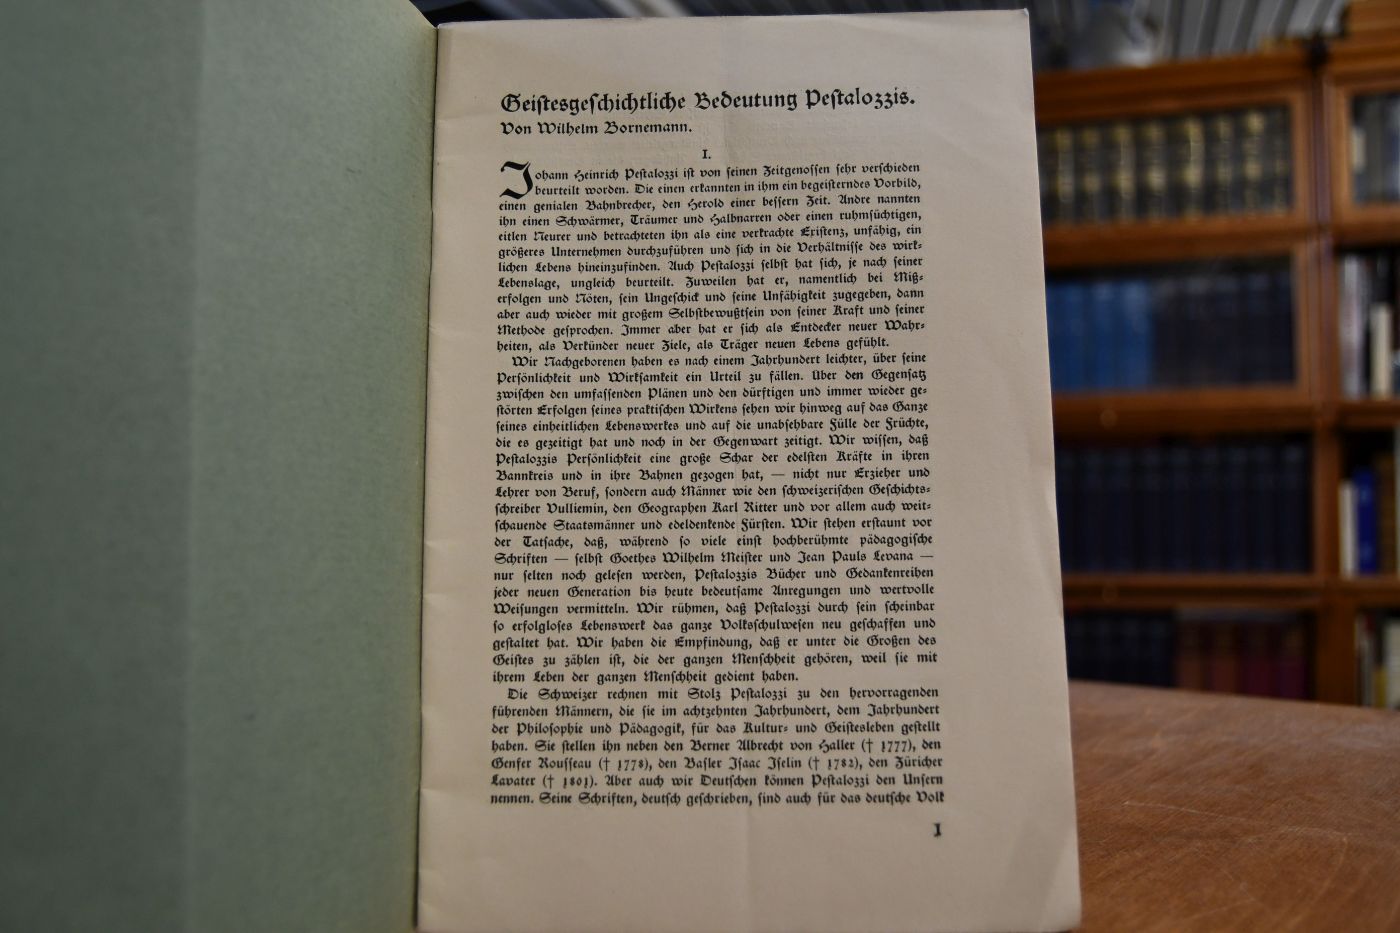 Geiſtesgeſchichtliche Bedeutung Peſtalozzis.
Von Wilhelm Bornemann.
I.
Johann Heinrich Peſtalozzi iſt von ſeinen Zeitgenoſſen ſehr verſchieden
beurteilt worden. Die einen erkannten in ihm ein begeiſterndes Vorbild,
einen genialen Bahnbrecher, den Herold einer beſſern Zeit. Andre nannten
ihn einen Schwärmer, Träumer und Halbnarren oder einen ruhmſüchtigen,
eitlen Neurer und betrachteten ihn als eine verkrachte Exiſtenz, unfähig, ein
größeres Unternehmen durchzuführen und ſich in die Verhältniſſe des wirk-
lichen Lebens hineinzufinden. Auch Peſtalozzi ſelbſt hat ſich, je nach ſeiner
Lebenslage, ungleich beurteilt. Zuweilen hat er, namentlich bei Miß-
erfolgen und Nöten, ſein Ungeſchick und ſeine Unfähigkeit zugegeben, dann
aber auch wieder mit großem Selbſtbewußtſein von ſeiner Kraft und ſeiner
Methode geſprochen. Immer aber hat er ſich als Entdecker neuer Wahr-
heiten, als Verkünder neuer Ziele, als Träger neuen Lebens gefühlt.
Wir Nachgeborenen haben es nach einem Jahrhundert leichter, über ſeine
Perſönlichkeit und Wirkſamkeit ein Urteil zu fällen. Über den Gegenſatz
zwiſchen den umfaſſenden Plänen und den dürftigen und immer wieder ge-
ſtörten Erfolgen ſeines praktiſchen Wirkens ſehen wir hinweg auf das Ganze
ſeines einheitlichen Lebenswerkes und auf die unabſehbare Fülle der Früchte,
die es gezeitigt hat und noch in der Gegenwart zeitigt. Wir wiſſen, daß
Peſtalozzis Perſönlichkeit eine große Schar der edelſten Kräfte in ihren
Bannkreis und in ihre Bahnen gezogen hat, — nicht nur Erzieher und
Lehrer von Beruf, ſondern auch Männer wie den ſchweizeriſchen Geſchichts-
ſchreiber Vulliemin, den Geographen Karl Ritter und vor allem auch weit-
ſchauende Staatsmänner und edeldenkende Fürſten. Wir ſtehen erſtaunt vor
der Tatſache, daß, während ſo viele einſt hochberühmte pädagogiſche
Schriften — ſelbſt Goethes Wilhelm Meiſter und Jean Pauls Levana —
nur ſelten noch geleſen werden, Peſtalozzis Bücher und Gedankenreihen
jeder neuen Generation bis heute bedeutſame Anregungen und wertvolle
Weiſungen vermitteln. Wir rühmen, daß Peſtalozzi durch ſein ſcheinbar
ſo erfolgloſes Lebenswerk das ganze Volksſchulweſen neu geſchaffen und
geſtaltet hat. Wir haben die Empfindung, daß er unter die Großen des
Geiſtes zu zählen iſt, die der ganzen Menſchheit gehören, weil ſie mit
ihrem Leben der ganzen Menſchheit gedient haben.
Die Schweizer rechnen mit Stolz Peſtalozzi zu den hervorragenden
führenden Männern, die ſie im achtzehnten Jahrhundert, dem Jahrhundert
der Philoſophie und Pädagogik, für das Kultur- und Geiſtesleben geſtellt
haben. Sie ſtellen ihn neben den Berner Albrecht von Haller († 1777), den
Genfer Rouſſeau († 1778), den Baſler Iſaac Iſelin († 1782), den Züricher
Lavater († 1801). Aber auch wir Deutſchen können Peſtalozzi den Unſern
nennen. Seine Schriften, deutſch geſchrieben, ſind auch für das deutſche Volk
1